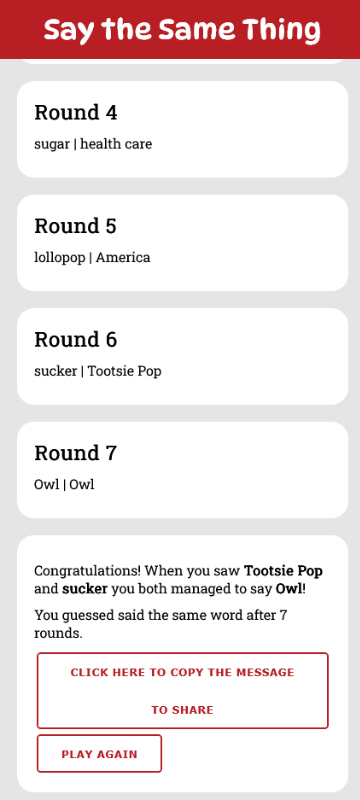 Say the Same Thing
Round 4
sugar | health care
Round 5
lollopop | America
Round 6
sucker | Tootsie Pop
Round 7
Owl | Owl
Congratulations! When you saw Tootsie Pop
and sucker you both managed to say Owl!
You guessed said the same word after 7
rounds.
CLICK HERE TO COPY THE MESSAGE
TO SHARE
PLAY AGAIN